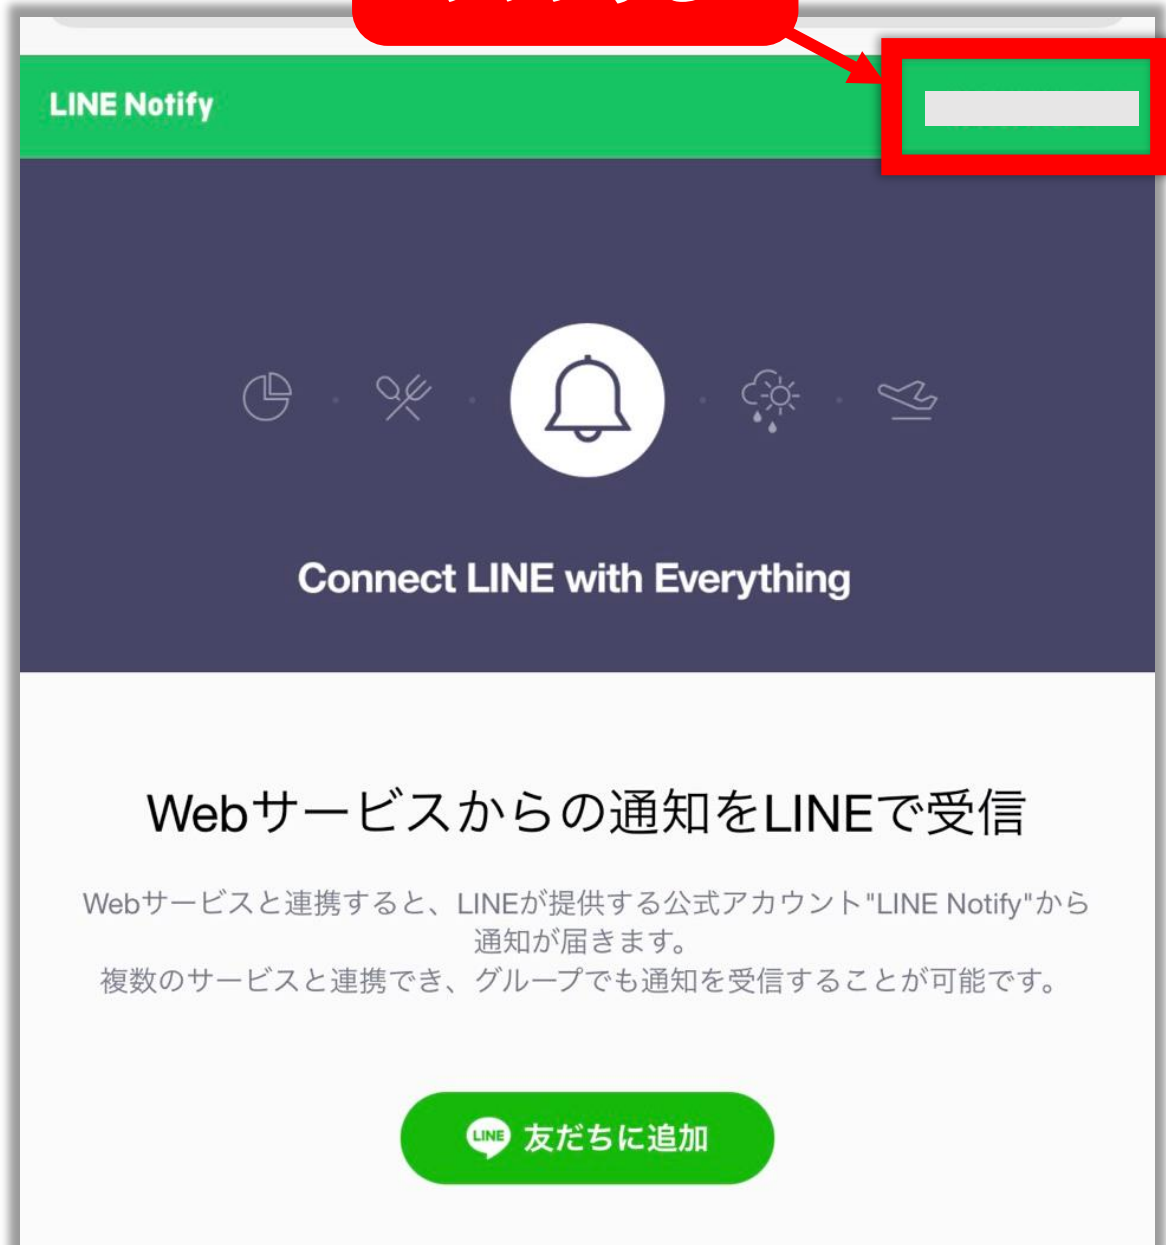 LINE Notify
Connect LINE with Everything
Webサービスからの通知をLINEで受信
Webサービスと連携すると、LINEが提供する公式アカウント"LINE Notify"から
通知が届きます。
複数のサービスと連携でき、グループでも通知を受信することが可能です。
LINE 友だちに追加